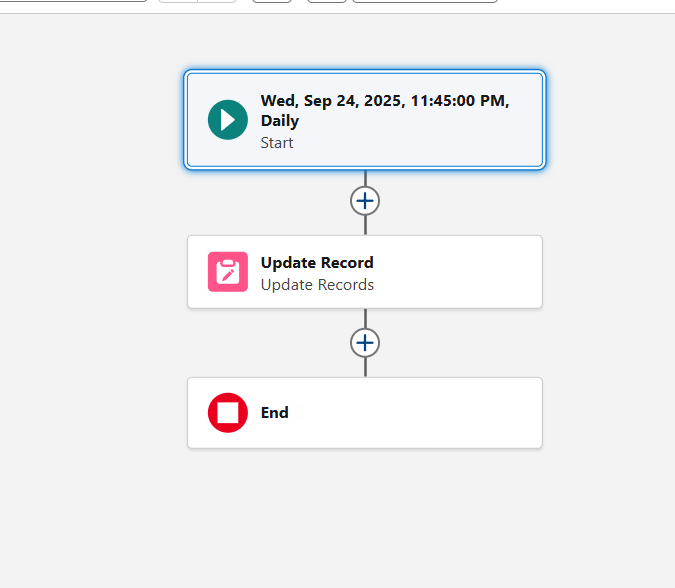 Wed, Sep 24, 2025, 11:45:00 PM,
Daily
Start
Update Record
Update Records
End